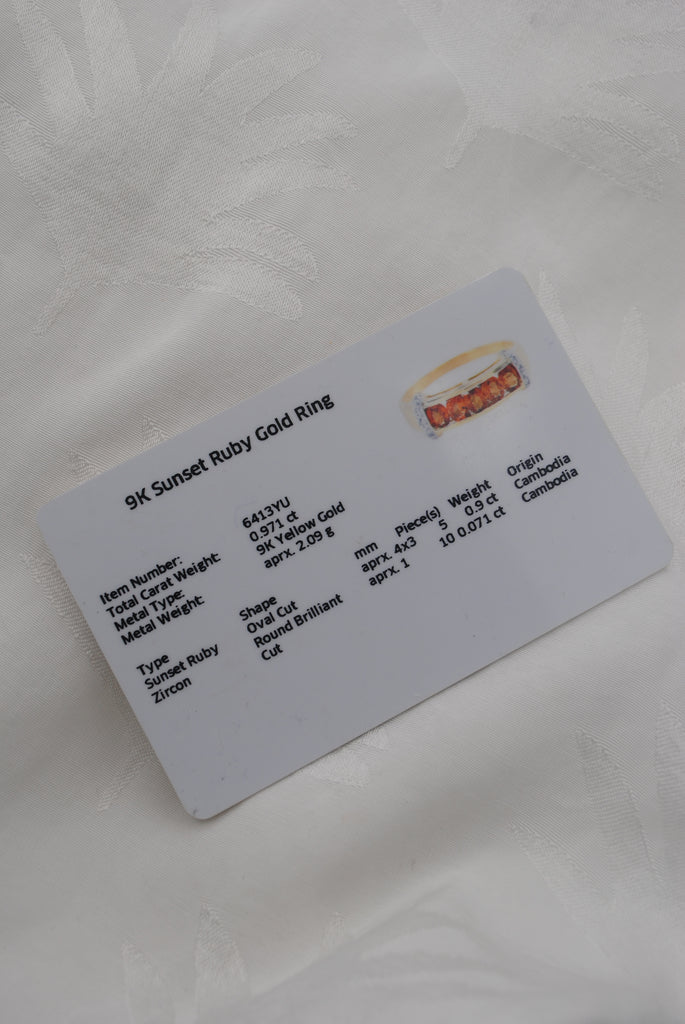 9K Sunset Ruby Gold Ring
Item Number: 6413YU
Total Carat Weight: 0.971 ct
Metal Type: 9K Yellow Gold
Metal Weight: aprx. 2.09 g
Type Shape mm Piece(s) Weight Origin
Sunset Ruby Oval Cut aprx. 4x3 5 0.9 ct Cambodia
Zircon Round Brilliant aprx. 1 10 0.071 ct Cambodia
Cut